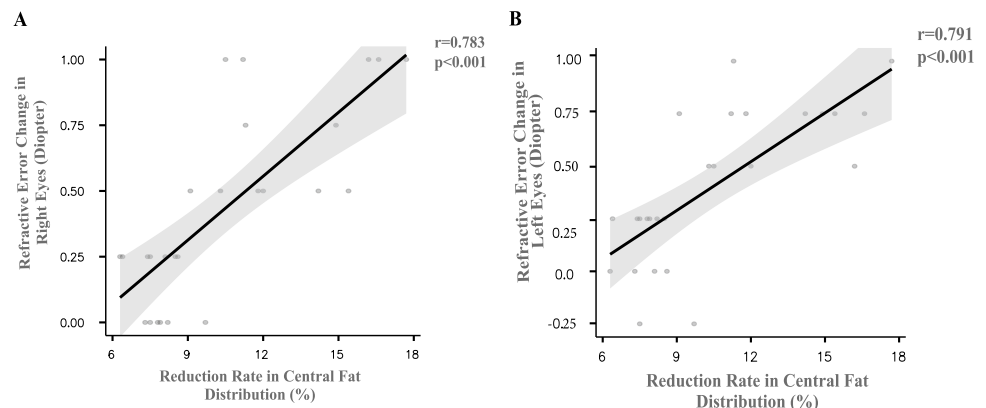 A
r=0.783
p<0.001
Refractive Error Change in
Right Eyes (Diopter)
1.00
0.75
0.50
0.25
0.00
6
9
12
15
18
Reduction Rate in Central Fat
Distribution (%)
B
r=0.791
p<0.001
Refractive Error Change in
Left Eyes (Diopter)
1.00
0.75
0.50
0.25
0.0
-0.25
6
9
12
15
18
Reduction Rate in Central Fat
Distribution (%)